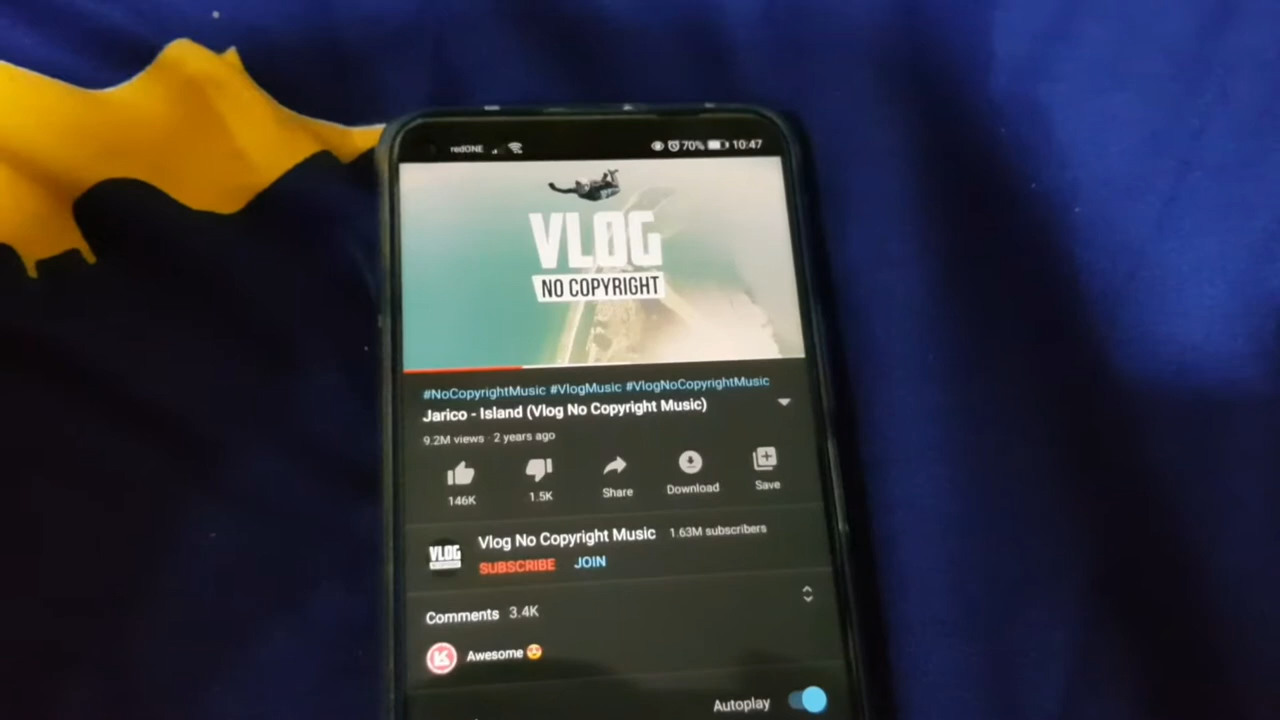 redONE 70% 10:47
VLOG
NO COPYRIGHT
#NoCopyrightMusic #VlogMusic #VlogNoCopyrightMusic
Jarico - Island (Vlog No Copyright Music)
9.2M views · 2 years ago
146K 1.5K Share Download Save
VLOG
Vlog No Copyright Music 1.63M subscribers
SUBSCRIBE JOIN
Comments 3.4K
Awesome 😍
Autoplay